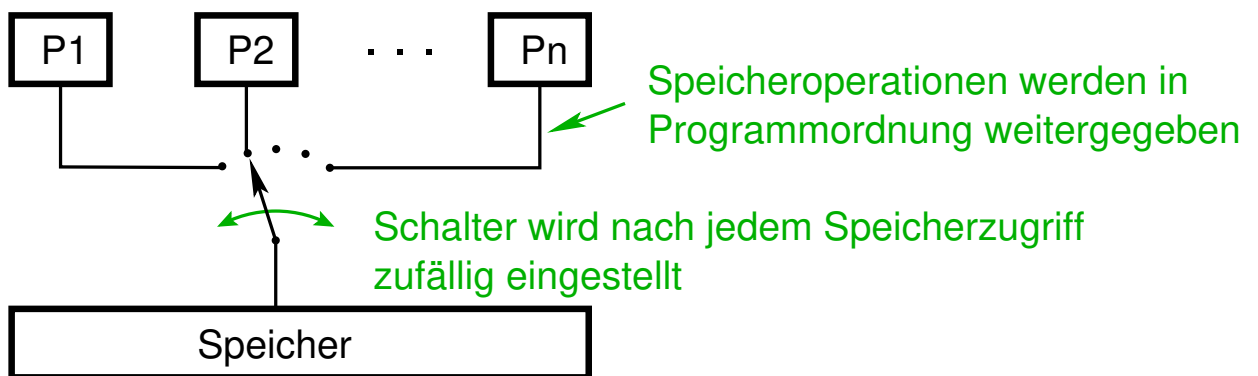 P1 P2 . . . Pn
Speicheroperationen werden in
Programmordnung weitergegeben
Schalter wird nach jedem Speicherzugriff
zufällig eingestellt
Speicher